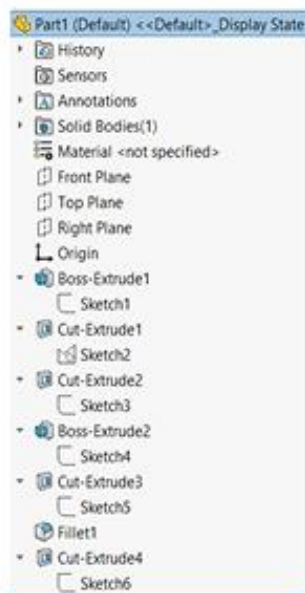 Part1 (Default) <<Default>_Display State
History
Sensors
Annotations
Solid Bodies(1)
Material <not specified>
Front Plane
Top Plane
Right Plane
Origin
Boss-Extrude1
Sketch1
Cut-Extrude1
Sketch2
Cut-Extrude2
Sketch3
Boss-Extrude2
Sketch4
Cut-Extrude3
Sketch5
Fillet1
Cut-Extrude4
Sketch6